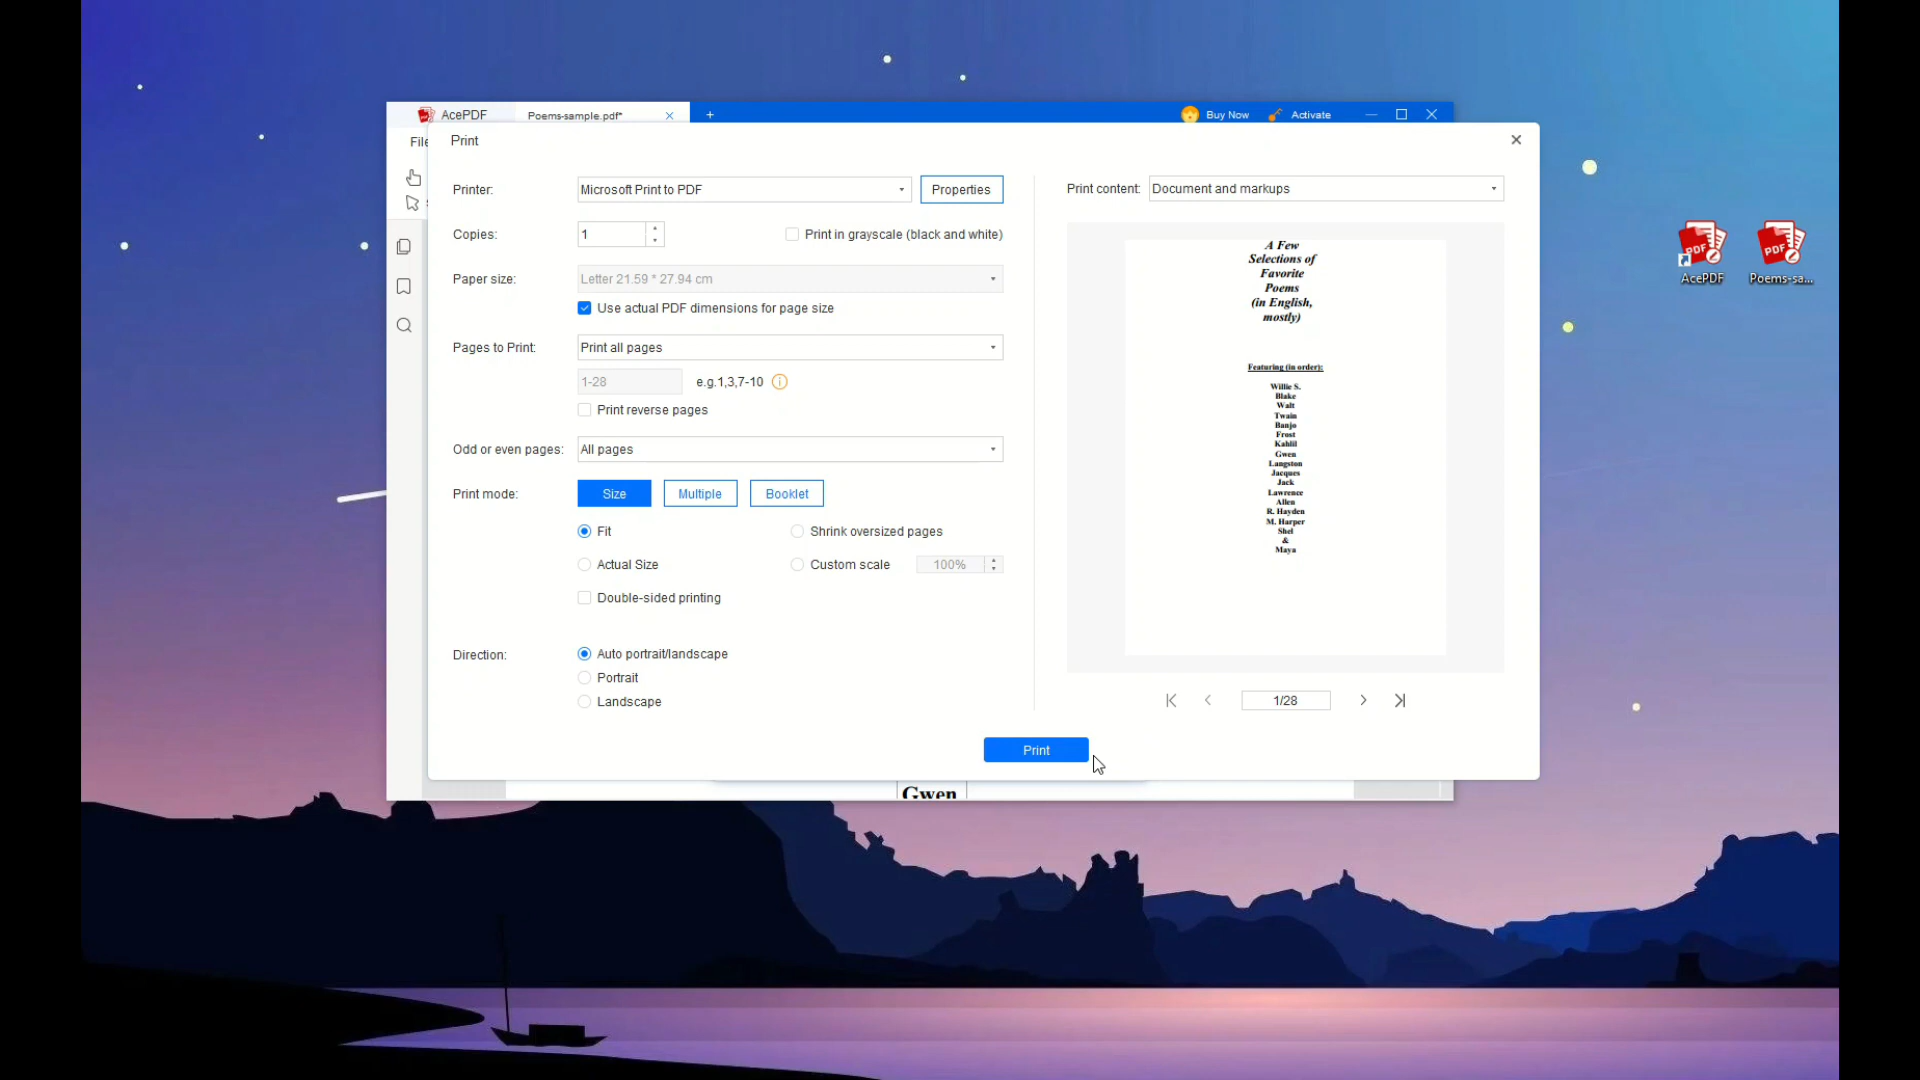 AcePDF
Poems-sample.pdf*
Buy Now
Activate
File
Print
Printer:
Microsoft Print to PDF
Properties
Copies:
1
Print in grayscale (black and white)
Paper size:
Letter 21.59 * 27.94 cm
Use actual PDF dimensions for page size
Pages to Print:
Print all pages
1-28
e.g.1,3,7-10
Print reverse pages
Odd or even pages:
All pages
Print mode:
Size
Multiple
Booklet
Fit
Shrink oversized pages
Actual Size
Custom scale
100%
Double-sided printing
Direction:
Auto portrait/landscape
Portrait
Landscape
Print content:
Document and markups
A Few
Selections of
Favorite
Poems
(in English,
mostly)
Featuring (in order):
Willie S.
Blake
Walt
Twain
Banjo
Frost
Kahlil
Gwen
Langston
Jacques
Jack
Lawrence
Allen
R. Hayden
M. Harper
Shel
&
Maya
1/28
Print
Gwen
PDF
AcePDF
PDF
Poems-sa...